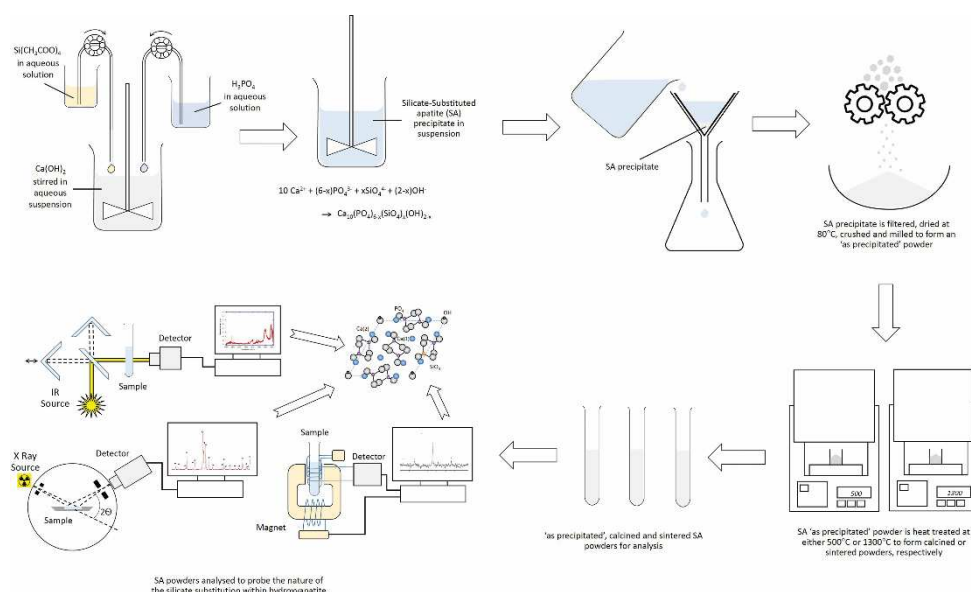 Si(CH₃COO)₄
in aqueous
solution
H₃PO₄
in aqueous
solution
Ca(OH)₂
stirred in
aqueous
suspension
Silicate-Substituted
apatite (SA)
precipitate in
suspension
10 Ca²⁺ + (6-x)PO₄³⁻ + xSiO₄⁴⁻ + (2-x)OH⁻
→ Ca₁₀(PO₄)₆₋ₓ(SiO₄)ₓ(OH)₂₋ₓ
SA precipitate
SA precipitate is filtered, dried at
80°C, crushed and milled to form an
'as precipitated' powder
500
1300
SA 'as precipitated' powder is heat treated at
either 500°C or 1300°C to form calcined or
sintered powders, respectively
'as precipitated', calcined and sintered SA
powders for analysis
IR
Source
Sample
Detector
X Ray
Source
Detector
Sample
2Θ
Sample
Detector
Magnet
PO₄
OH
Ca(2)
Ca(1)
SiO₄
SA powders analysed to probe the nature of
the silicate substitution within hydroxyapatite